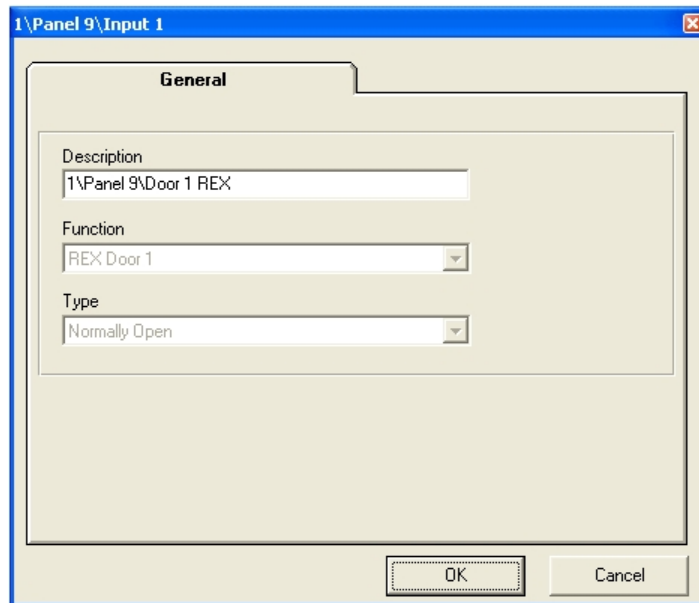 1\Panel 9\Input 1
General
Description
1\Panel 9\Door 1 REX
Function
REX Door 1
Type
Normally Open
OK
Cancel